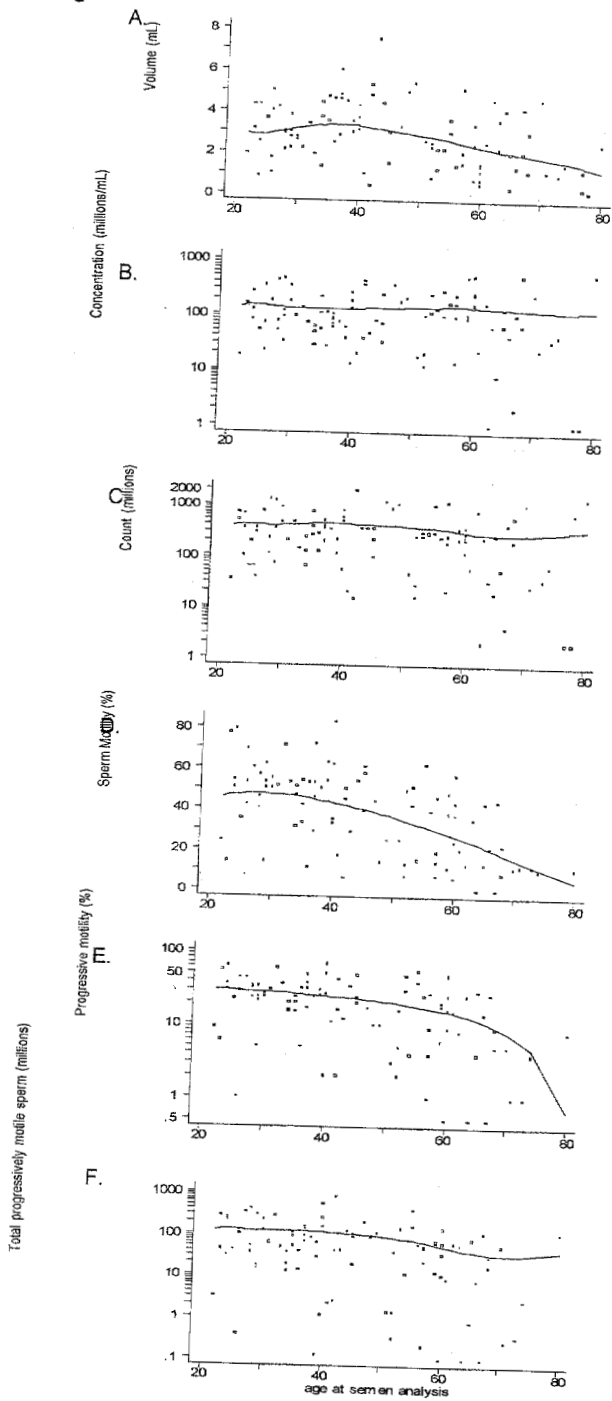 A.
Volume (mL)
8
6
4
2
0
20 40 60 80
B.
Concentration (millions/mL)
1000
100
10
1
20 40 60 80
C.
Count (millions)
2000
1000
100
10
1
20 40 60 80
Sperm Motility (%)
80
60
40
20
0
20 40 60 80
E.
Progressive motility (%)
100
50
10
1
.5
20 40 60 80
F.
Total progressively motile sperm (millions)
1000
100
10
1
.1
20 40 60 80
age at semen analysis